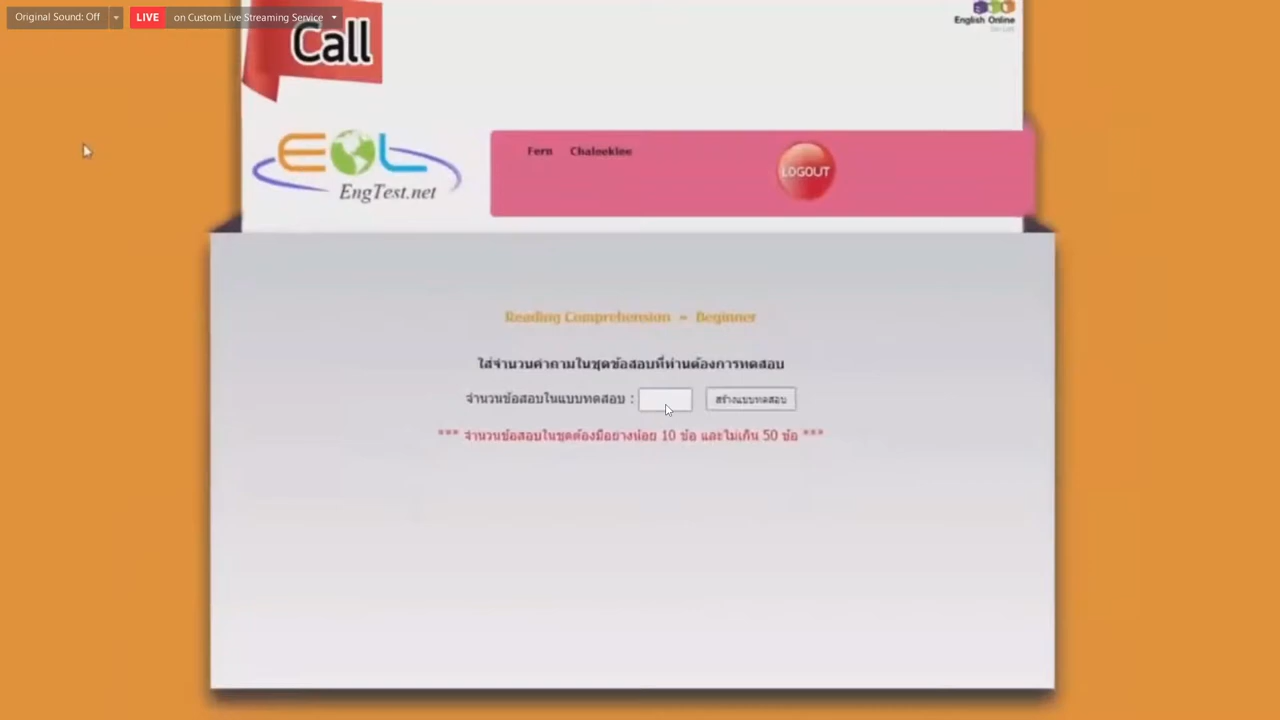 Original Sound: Off
LIVE on Custom Live Streaming Service
Call
English Online
EOL
EngTest.net
Fern Chaleeklee
LOGOUT
Reading Comprehension - Beginner
ใส่จำนวนคำถามในชุดข้อสอบที่ท่านต้องการทดสอบ
จำนวนข้อสอบในแบบทดสอบ : สร้างแบบทดสอบ
*** จำนวนข้อสอบในชุดต้องมีอย่างน้อย 10 ข้อ และไม่เกิน 50 ข้อ ***